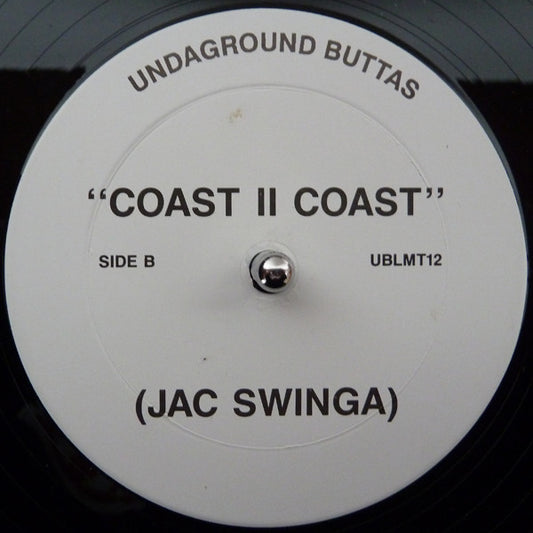 UNDAGROUND BUTTAS
“COAST II COAST”
SIDE B
UBLMT12
(JAC SWINGA)